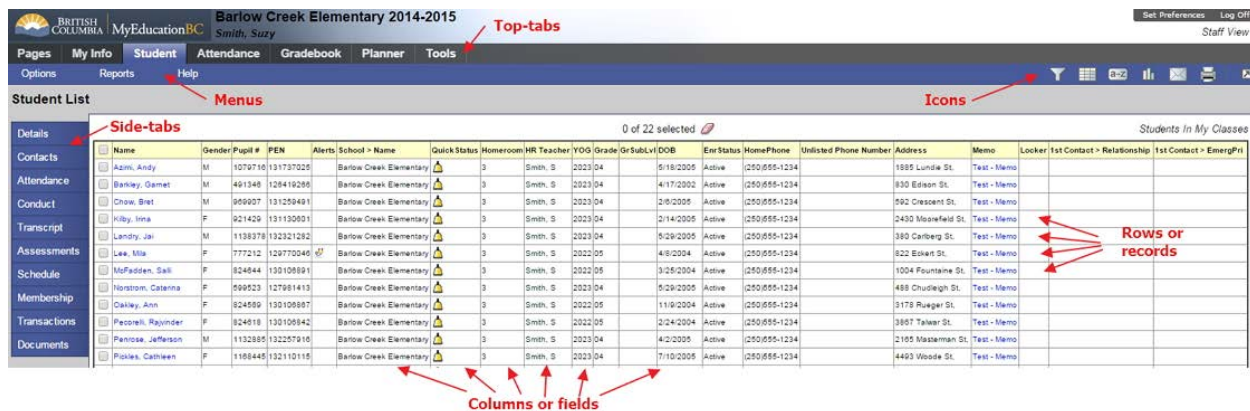 BRITISH COLUMBIA MyEducationBC Barlow Creek Elementary 2014-2015 Set Preferences Log Off
Smith, Suzy Top-tabs Staff View
Pages My Info Student Attendance Gradebook Planner Tools
Options Reports Help a-z
Student List Menus Icons
Details Side-tabs 0 of 22 selected Students In My Classes
Contacts
Attendance
Conduct
Transcript
Assessments
Schedule
Membership
Transactions
Documents
Name Gender Pupil # PEN Alerts School > Name QuickStatus Homeroom HR Teacher YOG Grade GrSubLvl DOB EnrStatus HomePhone Unlisted Phone Number Address Memo Locker 1st Contact > Relationship 1st Contact > EmergPri
Azimi, Andy M 1079716 131737025 Barlow Creek Elementary 3 Smith, S 2023 04 5/18/2005 Active (250)555-1234 1885 Lundie St, Test - Memo
Barkley, Garnet M 491346 126419266 Barlow Creek Elementary 3 Smith, S 2023 04 4/17/2002 Active (250)555-1234 830 Edison St, Test - Memo
Chow, Bret M 969907 131259491 Barlow Creek Elementary 3 Smith, S 2023 04 2/6/2005 Active (250)555-1234 592 Crescent St, Test - Memo
Kilby, Irina F 921429 131130601 Barlow Creek Elementary 3 Smith, S 2023 04 2/14/2005 Active (250)555-1234 2430 Moorefield St, Test - Memo
Landry, Jai M 1138378 132321282 Barlow Creek Elementary 3 Smith, S 2023 04 5/29/2005 Active (250)555-1234 380 Carlberg St, Test - Memo
Lee, Mila F 777212 129770046 Barlow Creek Elementary 3 Smith, S 2022 05 4/8/2004 Active (250)555-1234 822 Eckert St, Test - Memo
McFadden, Salli F 824644 130106891 Barlow Creek Elementary 3 Smith, S 2022 05 3/25/2004 Active (250)555-1234 1004 Fountaine St, Test - Memo
Norstrom, Caterina F 599523 127981413 Barlow Creek Elementary 3 Smith, S 2023 04 5/29/2005 Active (250)555-1234 488 Chudleigh St, Test - Memo
Oakley, Ann F 824569 130106867 Barlow Creek Elementary 3 Smith, S 2022 05 11/9/2004 Active (250)555-1234 3178 Rueger St, Test - Memo
Pecorelli, Rajvinder F 824618 130106842 Barlow Creek Elementary 3 Smith, S 2022 05 2/24/2004 Active (250)555-1234 3867 Talwar St, Test - Memo
Penrose, Jefferson M 1132885 132257916 Barlow Creek Elementary 3 Smith, S 2023 04 4/2/2005 Active (250)555-1234 2165 Masterman St, Test - Memo
Pickles, Cathleen F 1168445 132110115 Barlow Creek Elementary 3 Smith, S 2023 04 7/10/2005 Active (250)555-1234 4493 Woode St, Test - Memo
Rows or
records
Columns or fields